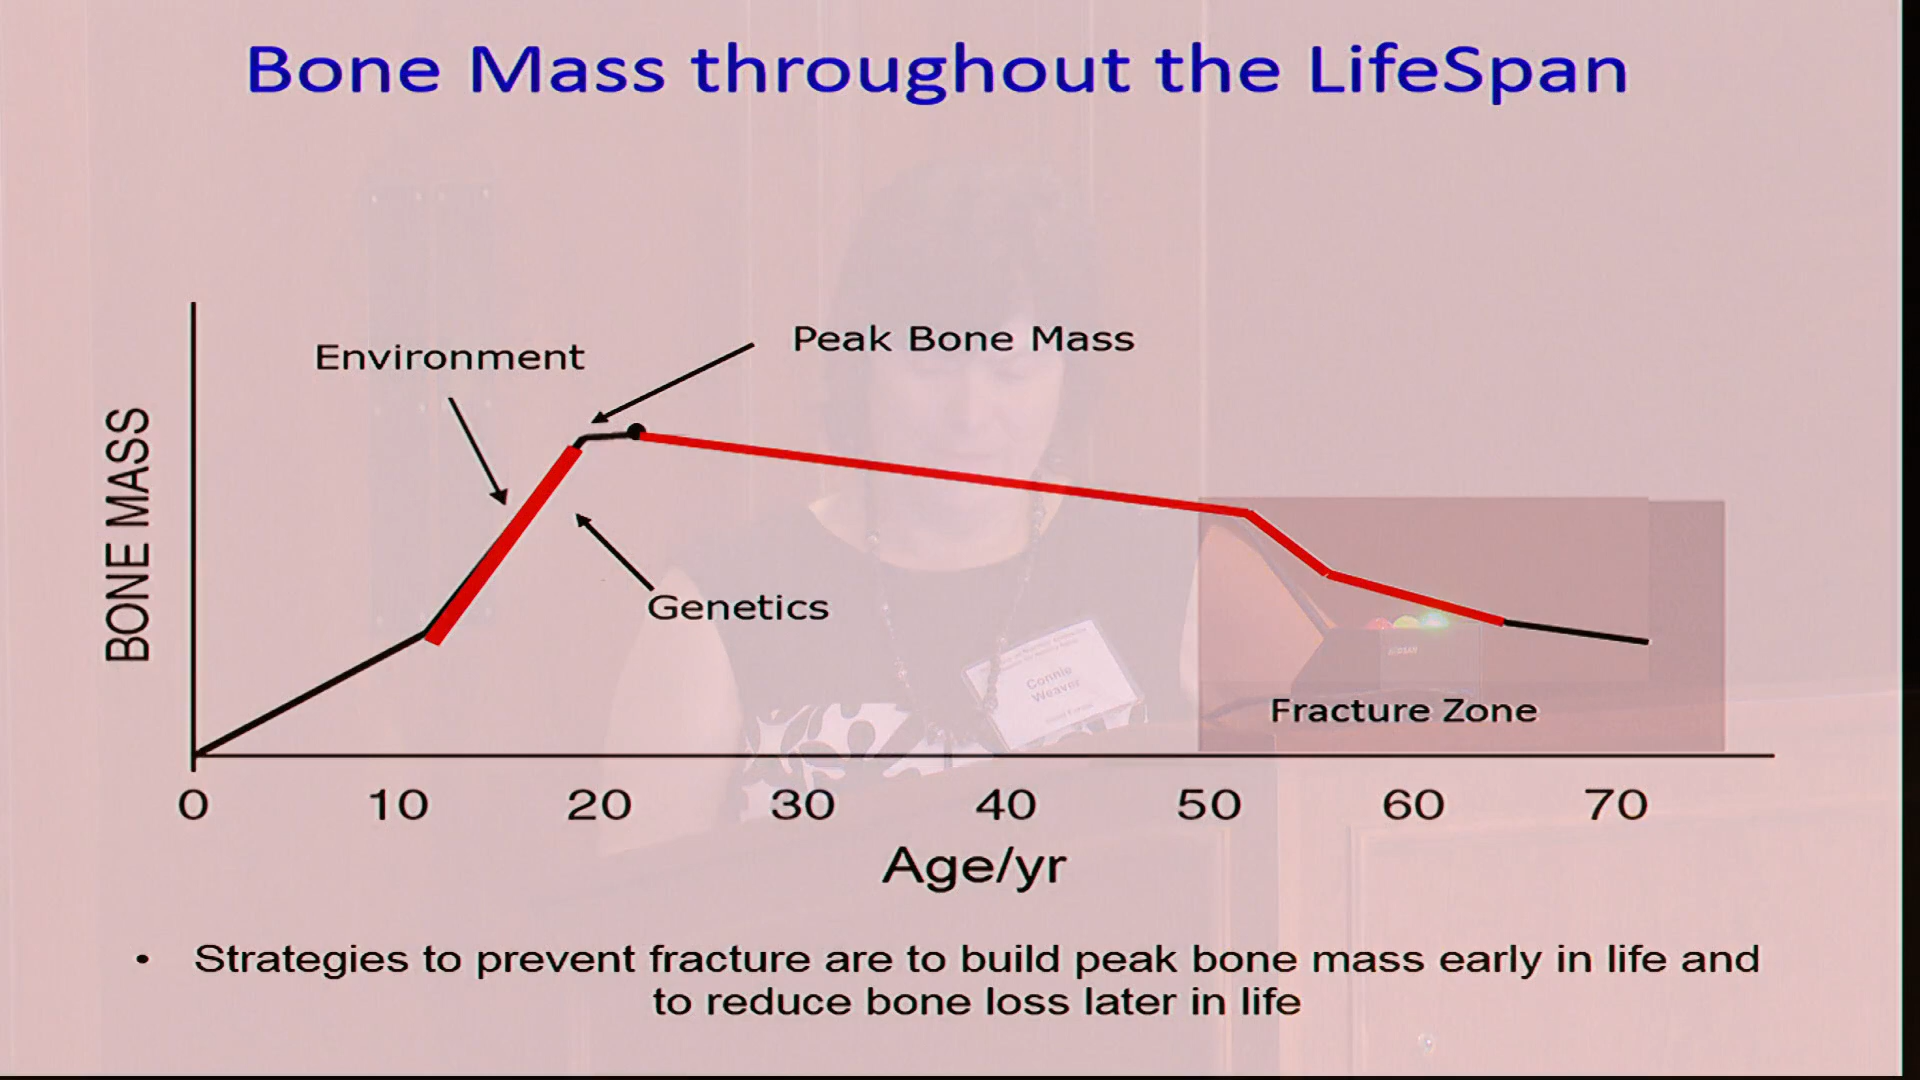 Bone Mass throughout the LifeSpan
Environment
Peak Bone Mass
Genetics
BONE MASS
Connie
Weaver
Fracture Zone
0 10 20 30 40 50 60 70
Age/yr
• Strategies to prevent fracture are to build peak bone mass early in life and
to reduce bone loss later in life